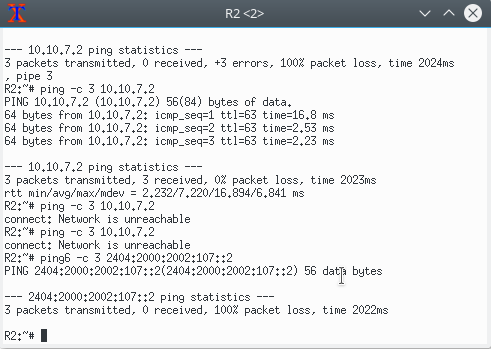 R2 <2>
--- 10.10.7.2 ping statistics ---
3 packets transmitted, 0 received, +3 errors, 100% packet loss, time 2024ms
, pipe 3
R2:~# ping -c 3 10.10.7.2
PING 10.10.7.2 (10.10.7.2) 56(84) bytes of data.
64 bytes from 10.10.7.2: icmp_seq=1 ttl=63 time=16.8 ms
64 bytes from 10.10.7.2: icmp_seq=2 ttl=63 time=2.53 ms
64 bytes from 10.10.7.2: icmp_seq=3 ttl=63 time=2.23 ms
--- 10.10.7.2 ping statistics ---
3 packets transmitted, 3 received, 0% packet loss, time 2023ms
rtt min/avg/max/mdev = 2.232/7.220/16.894/6.841 ms
R2:~# ping -c 3 10.10.7.2
connect: Network is unreachable
R2:~# ping -c 3 10.10.7.2
connect: Network is unreachable
R2:~# ping6 -c 3 2404:2000:2002:107::2
PING 2404:2000:2002:107::2(2404:2000:2002:107::2) 56 data bytes
--- 2404:2000:2002:107::2 ping statistics ---
3 packets transmitted, 0 received, 100% packet loss, time 2022ms
R2:~#